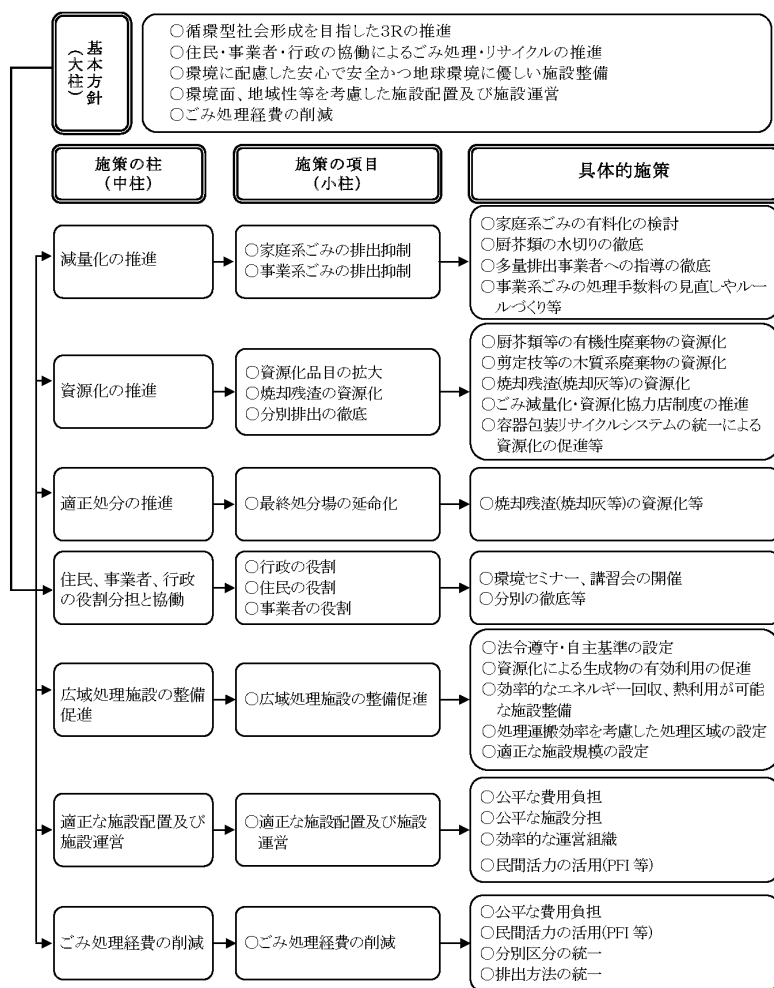 基本方針
(大柱)
○循環型社会形成を目指した3Rの推進
○住民・事業者・行政の協働によるごみ処理・リサイクルの推進
○環境に配慮した安心で安全かつ地球環境に優しい施設整備
○環境面、地域性等を考慮した施設配置及び施設運営
○ごみ処理経費の削減
施策の柱
(中柱)
施策の項目
(小柱)
具体的施策
減量化の推進
○家庭系ごみの排出抑制
○事業系ごみの排出抑制
○家庭系ごみの有料化の検討
○厨芥類の水切りの徹底
○多量排出事業者への指導の徹底
○事業系ごみの処理手数料の見直しやルー
ルづくり等
資源化の推進
○資源化品目の拡大
○焼却残渣の資源化
○分別排出の徹底
○厨芥類等の有機性廃棄物の資源化
○剪定枝等の木質系廃棄物の資源化
○焼却残渣(焼却灰等)の資源化
○ごみ減量化・資源化協力店制度の推進
○容器包装リサイクルシステムの統一による
資源化の促進等
適正処分の推進
○最終処分場の延命化
○焼却残渣(焼却灰等)の資源化等
住民、事業者、行政
の役割分担と協働
○行政の役割
○住民の役割
○事業者の役割
○環境セミナー、講習会の開催
○分別の徹底等
広域処理施設の整備
促進
○広域処理施設の整備促進
○法令遵守・自主基準の設定
○資源化による生成物の有効利用の促進
○効率的なエネルギー回収、熱利用が可能
な施設整備
○処理運搬効率を考慮した処理区域の設定
○適正な施設規模の設定
適正な施設配置及び
施設運営
○適正な施設配置及び施設
運営
○公平な費用負担
○公平な施設分担
○効率的な運営組織
○民間活力の活用(PFI 等)
ごみ処理経費の削減
○ごみ処理経費の削減
○公平な費用負担
○民間活力の活用(PFI 等)
○分別区分の統一
○排出方法の統一